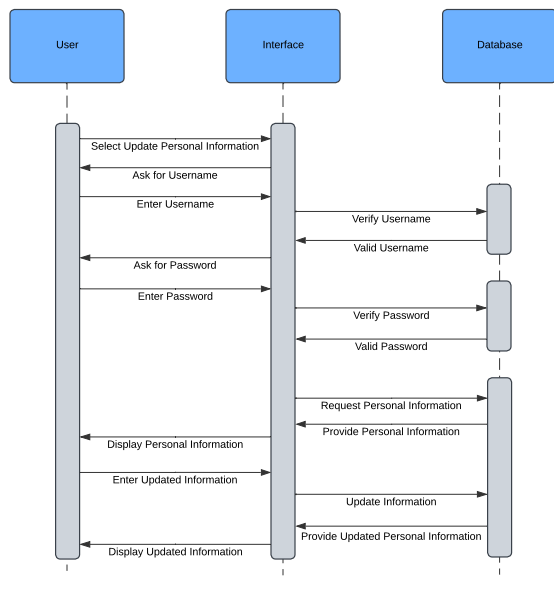 User
Interface
Database
Select Update Personal Information
Ask for Username
Enter Username
Verify Username
Valid Username
Ask for Password
Enter Password
Verify Password
Valid Password
Request Personal Information
Provide Personal Information
Display Personal Information
Enter Updated Information
Update Information
Provide Updated Personal Information
Display Updated Information